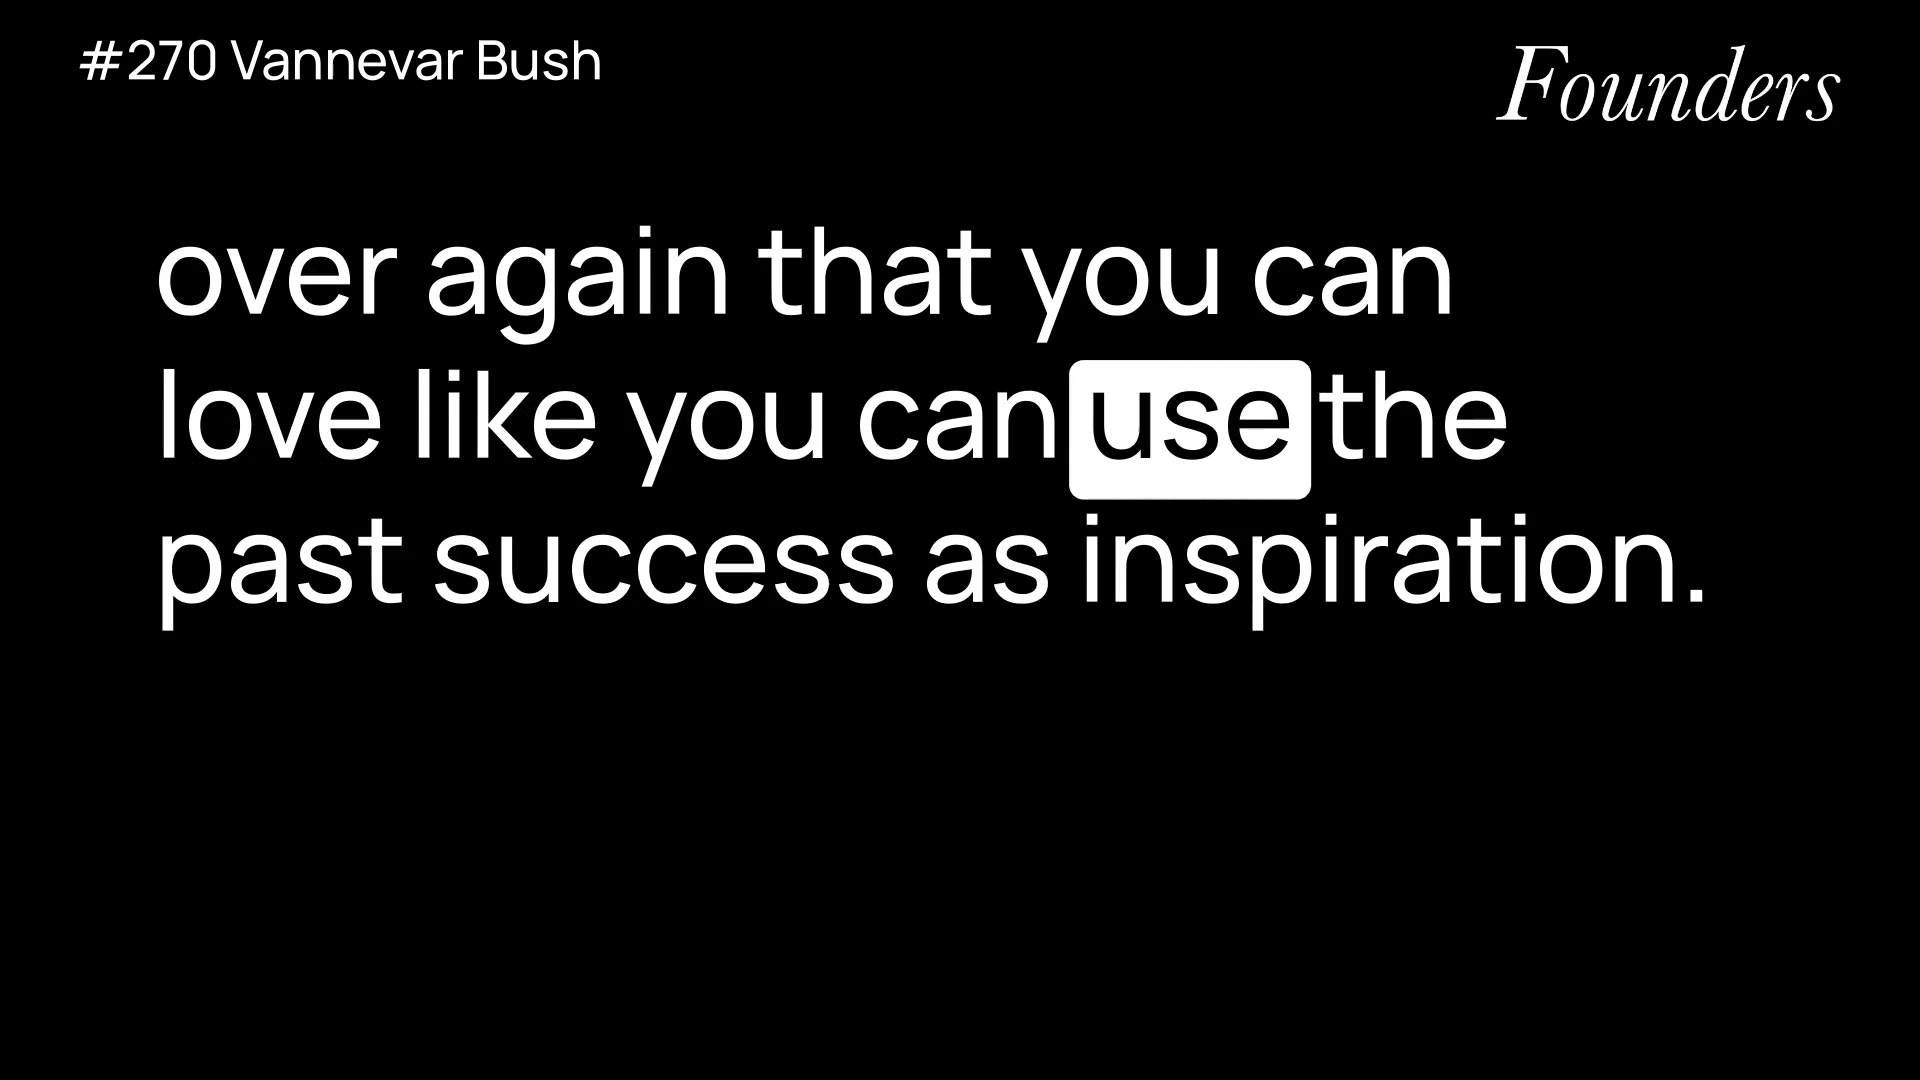 #270 Vannevar Bush
Founders
over again that you can
love like you can use the
past success as inspiration.